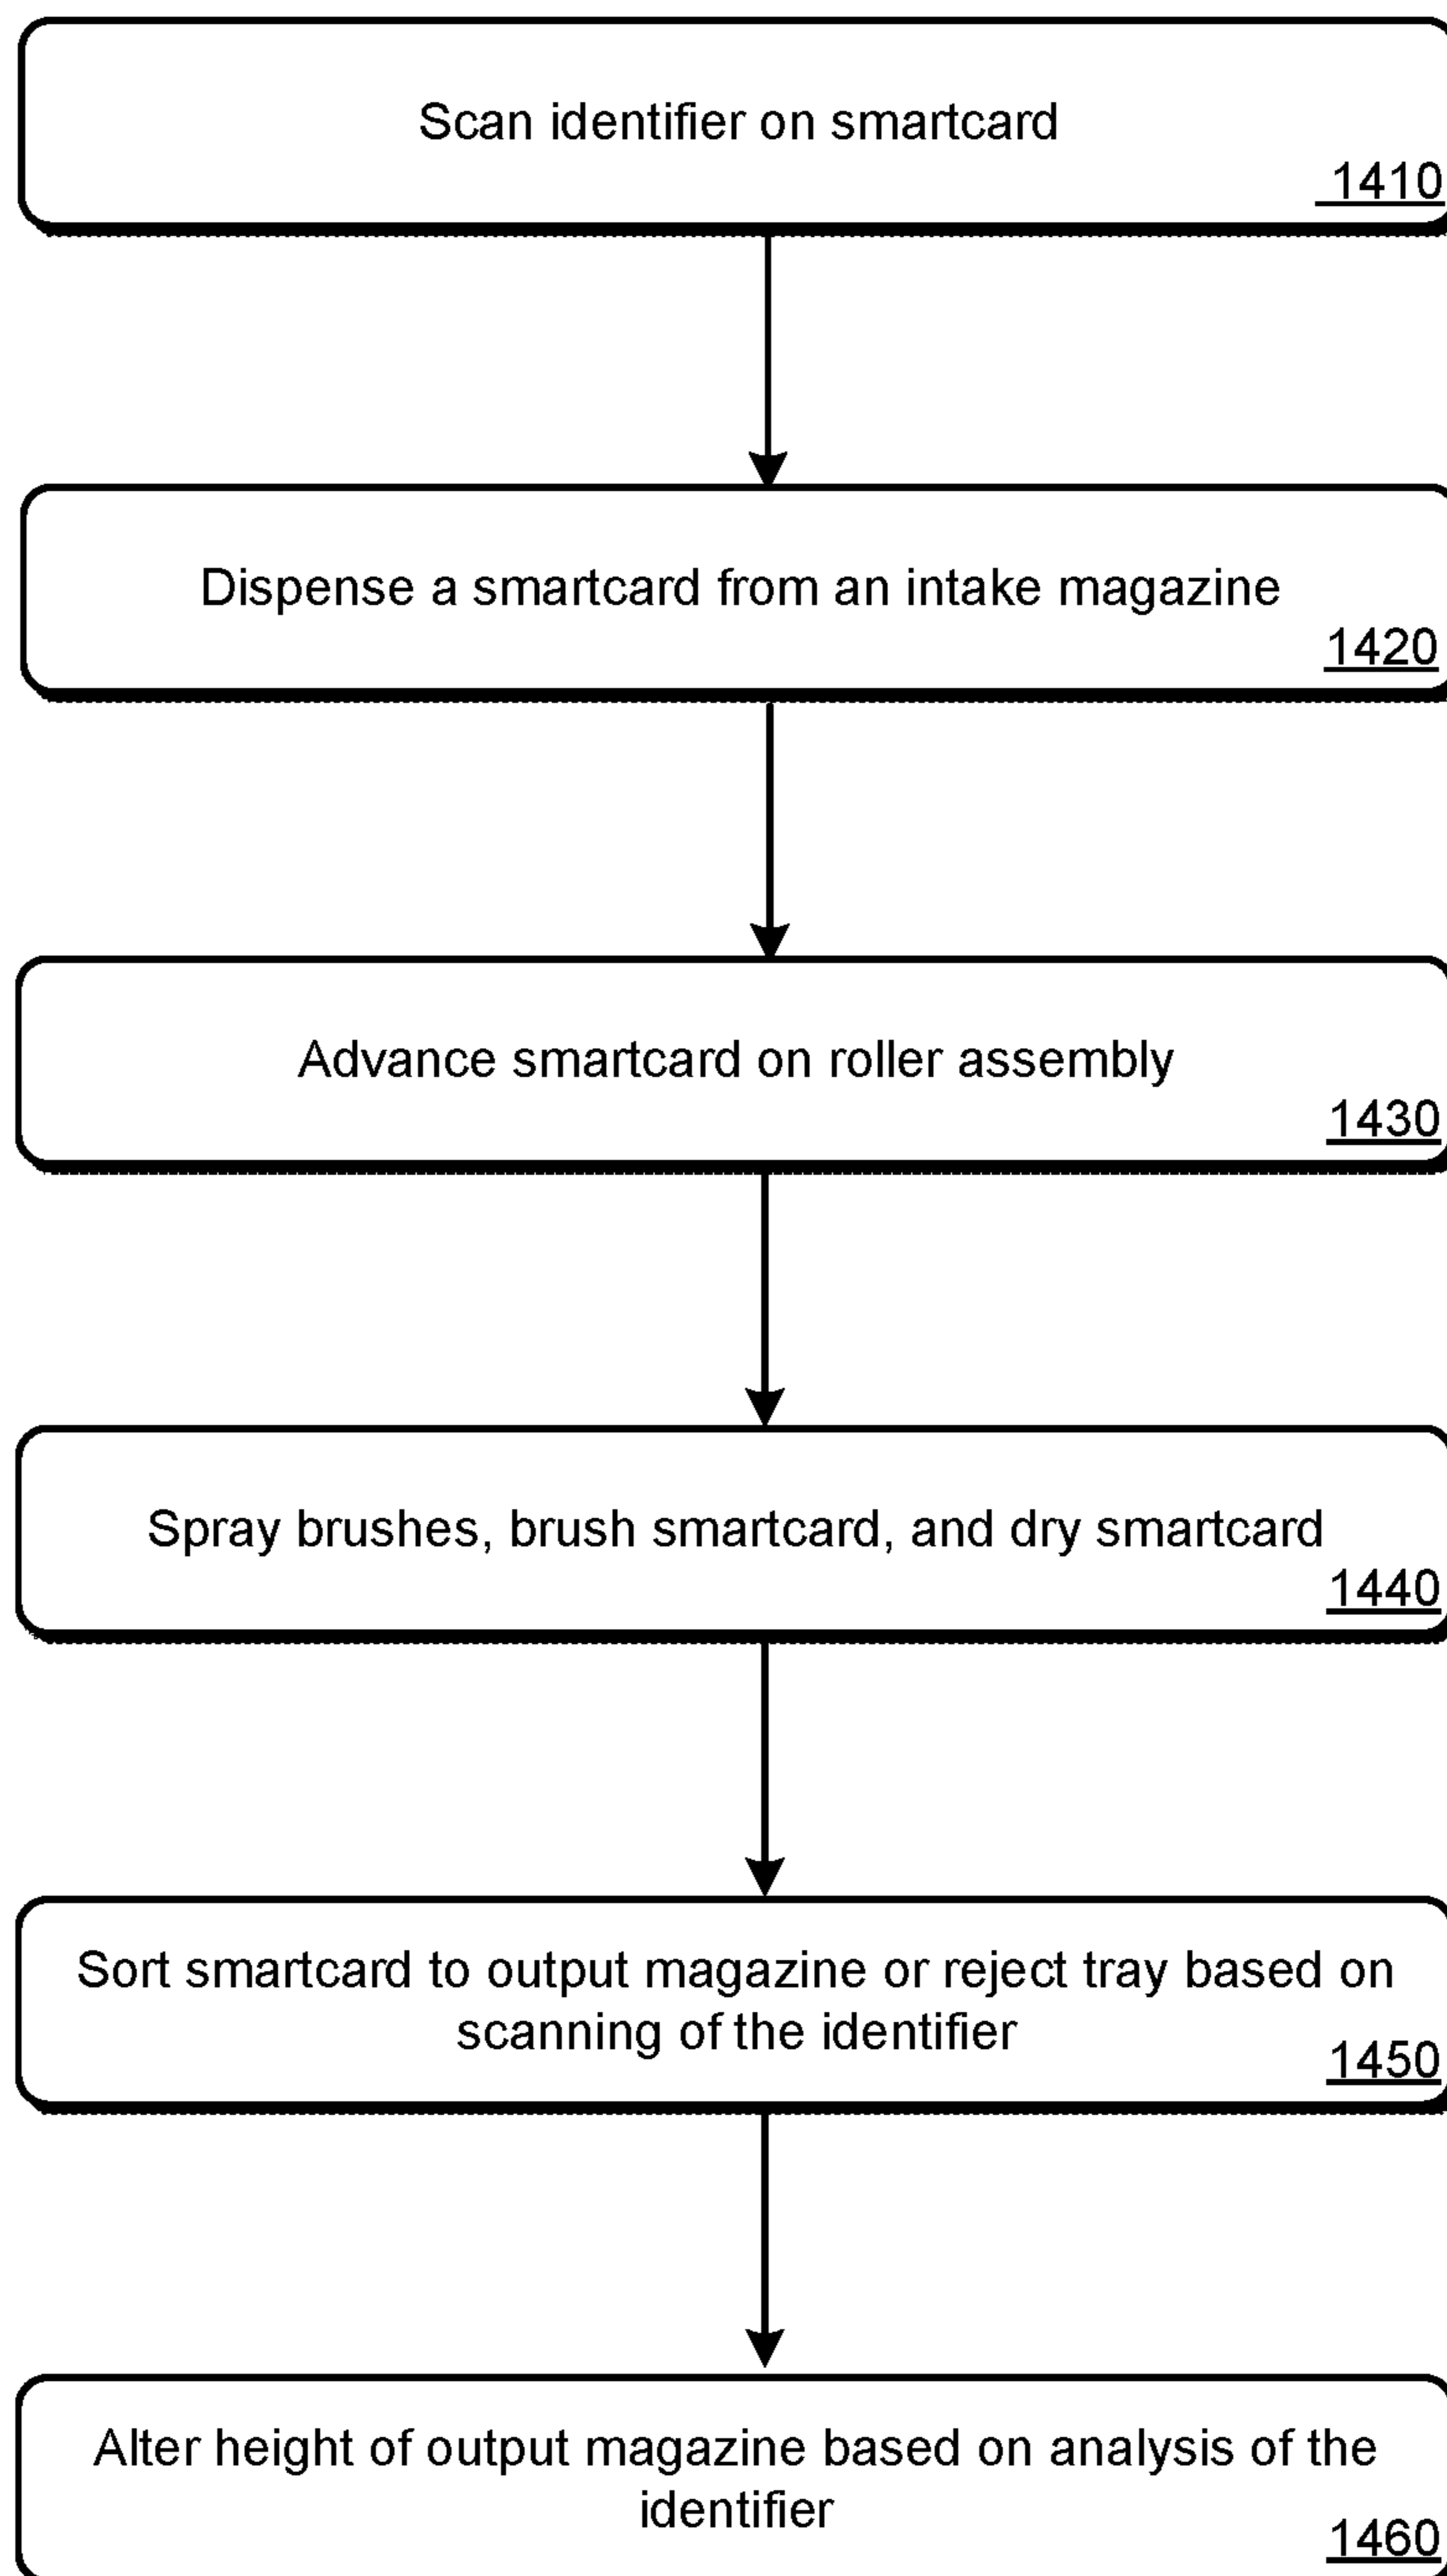 Scan identifier on smartcard
1410
Dispense a smartcard from an intake magazine
1420
Advance smartcard on roller assembly
1430
Spray brushes, brush smartcard, and dry smartcard
1440
Sort smartcard to output magazine or reject tray based on
scanning of the identifier
1450
Alter height of output magazine based on analysis of the
identifier
1460